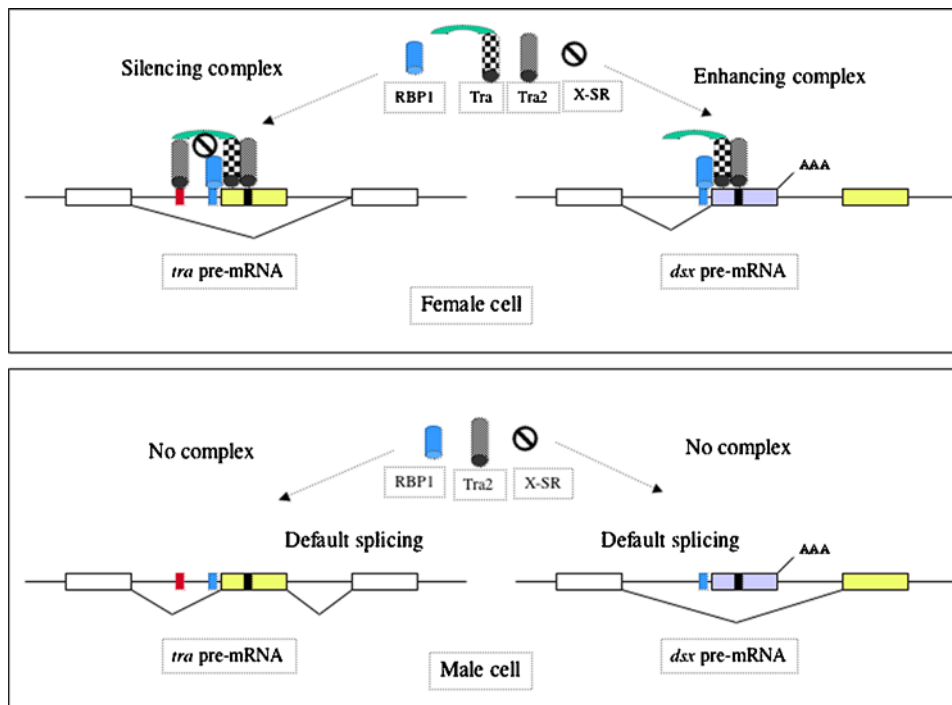 Silencing complex
Enhancing complex
RBP1 Tra Tra2 X-SR
AAA
tra pre-mRNA
dsx pre-mRNA
Female cell
No complex
No complex
RBP1 Tra2 X-SR
Default splicing
Default splicing
AAA
tra pre-mRNA
dsx pre-mRNA
Male cell